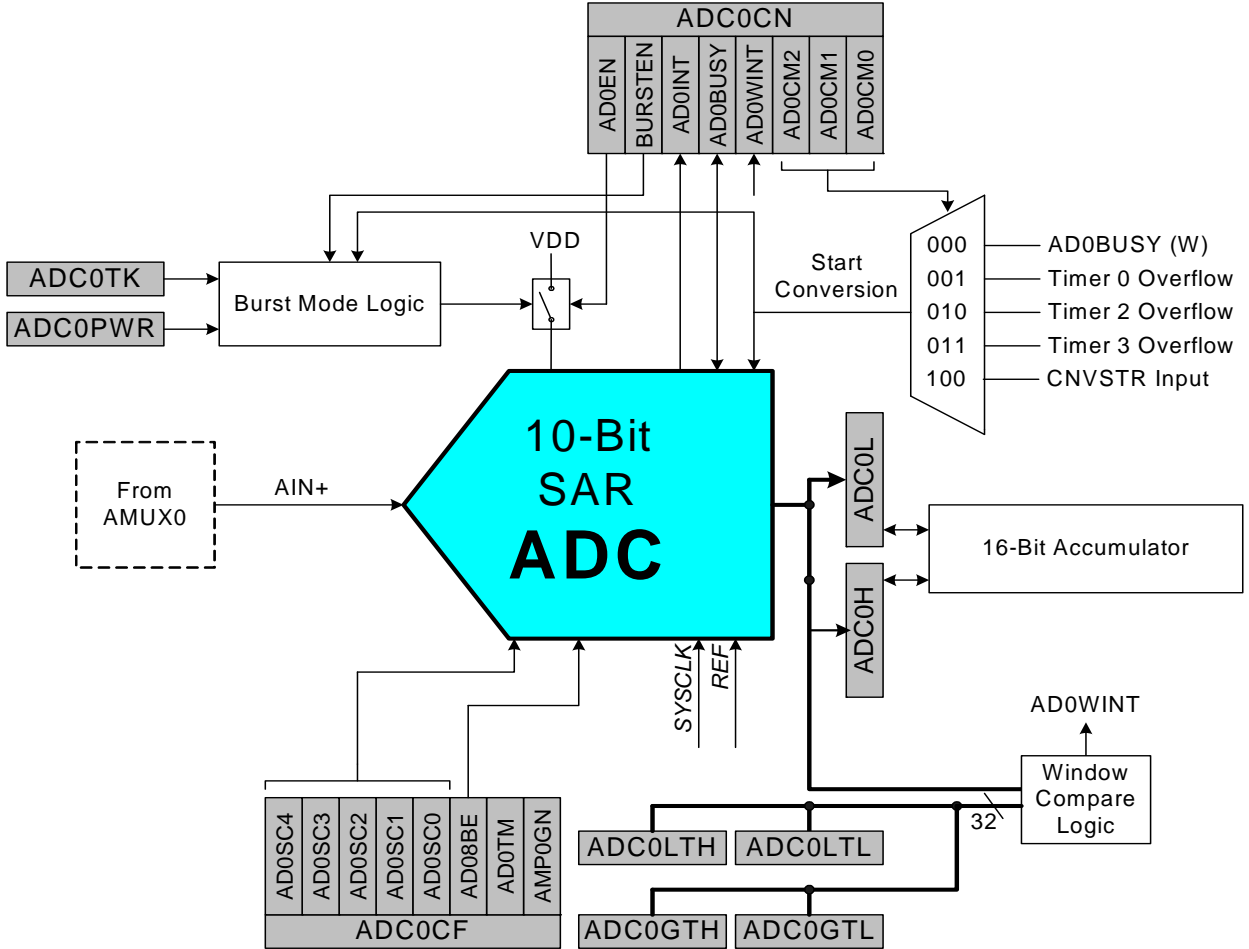 ADC0CN
AD0EN
BURSTEN
AD0INT
AD0BUSY
AD0WINT
AD0CM2
AD0CM1
AD0CM0
VDD
Start
Conversion
000
001
010
011
100
AD0BUSY (W)
Timer 0 Overflow
Timer 2 Overflow
Timer 3 Overflow
CNVSTR Input
ADC0TK
ADC0PWR
Burst Mode Logic
From
AMUX0
AIN+
10-Bit
SAR
ADC
ADC0L
ADC0H
16-Bit Accumulator
SYSCLK
REF
AD0WINT
Window
Compare
Logic
32
AD0SC4
AD0SC3
AD0SC2
AD0SC1
AD0SC0
AD08BE
AD0TM
AMP0GN
ADC0CF
ADC0LTH
ADC0LTL
ADC0GTH
ADC0GTL